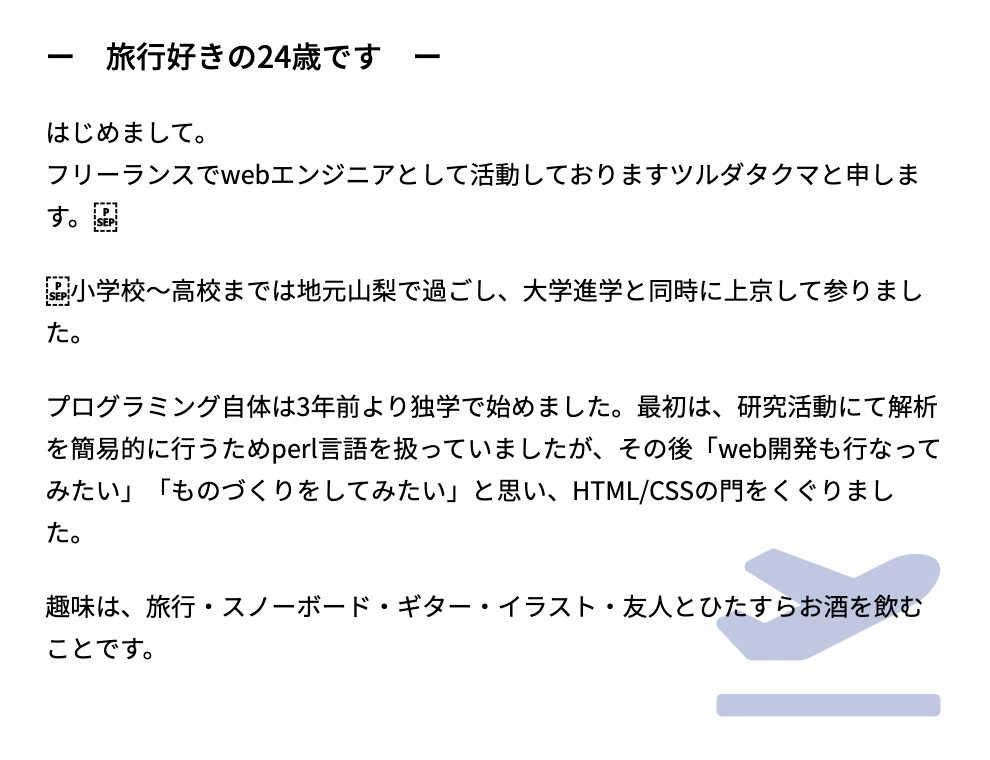 ー　旅行好きの24歳です　ー
はじめまして。
フリーランスでwebエンジニアとして活動しておりますツルダタクマと申しま
す。
小学校〜高校までは地元山梨で過ごし、大学進学と同時に上京して参りまし
た。
プログラミング自体は3年前より独学で始めました。最初は、研究活動にて解析
を簡易的に行うためperl言語を扱っていましたが、その後「web開発も行なって
みたい」「ものづくりをしてみたい」と思い、HTML/CSSの門をくぐりまし
た。
趣味は、旅行・スノーボード・ギター・イラスト・友人とひたすらお酒を飲む
ことです。